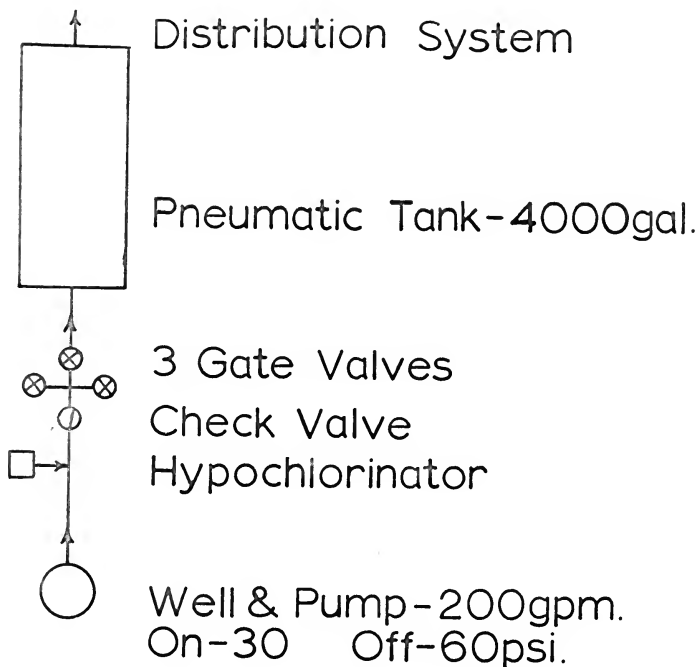 Distribution System
Pneumatic Tank-4000gal.
3 Gate Valves
Check Valve
Hypochlorinator
Well & Pump-200gpm.
On-30 Off-60psi.